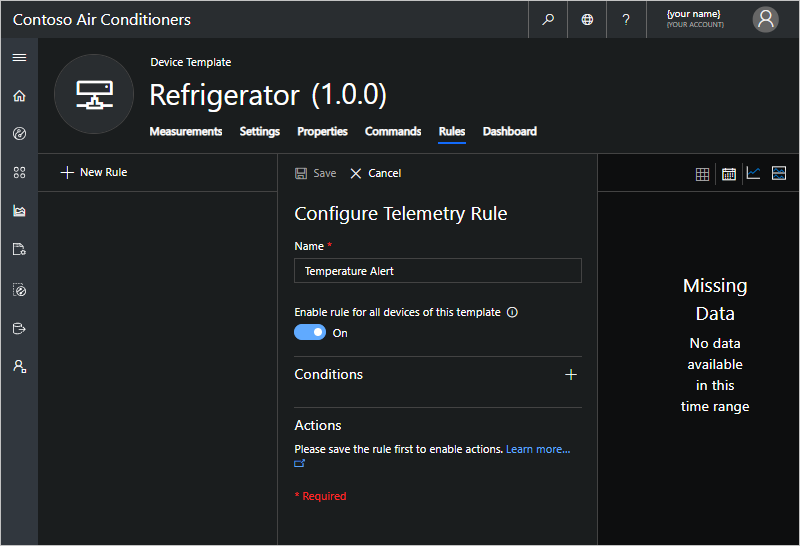 Contoso Air Conditioners
?
{your name}
{YOUR ACCOUNT}
Device Template
Refrigerator (1.0.0)
Measurements Settings Properties Commands Rules Dashboard
New Rule
Save Cancel
Configure Telemetry Rule
Name *
Temperature Alert
Enable rule for all devices of this template
On
Conditions
Actions
Please save the rule first to enable actions. Learn more...
* Required
Missing
Data
No data
available
in this
time range